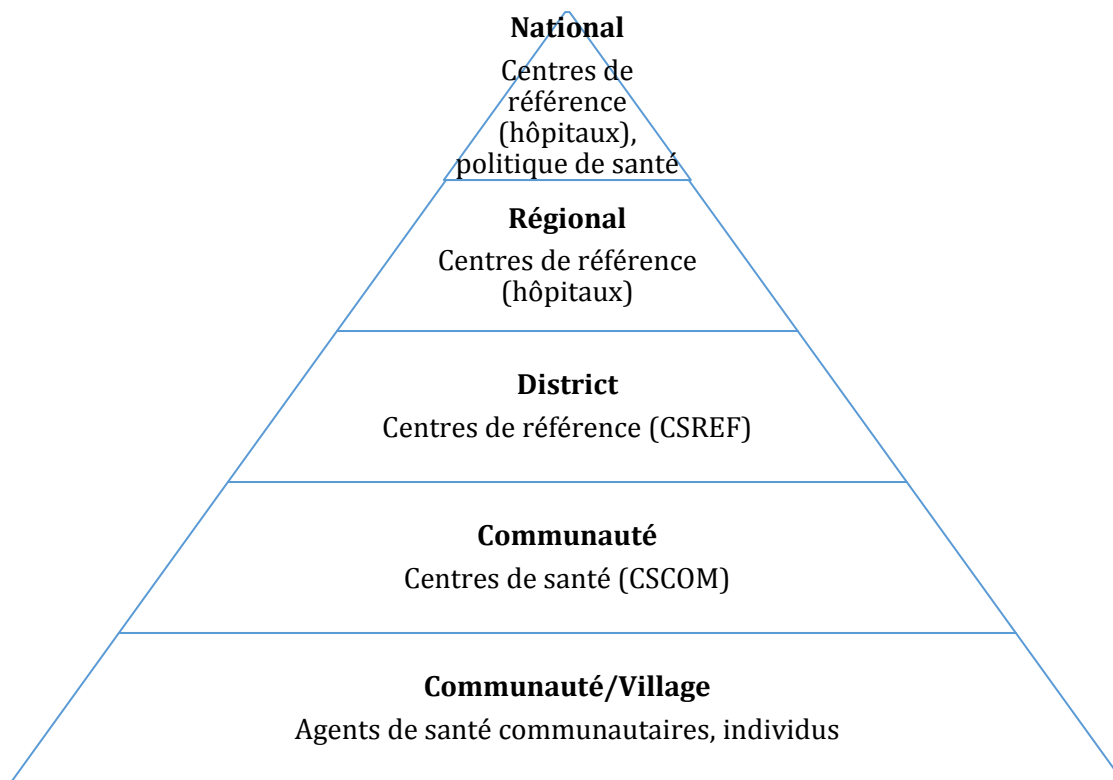 National
Centres de
référence
(hôpitaux),
politique de santé
Régional
Centres de référence
(hôpitaux)
District
Centres de référence (CSREF)
Communauté
Centres de santé (CSCOM)
Communauté/Village
Agents de santé communautaires, individus